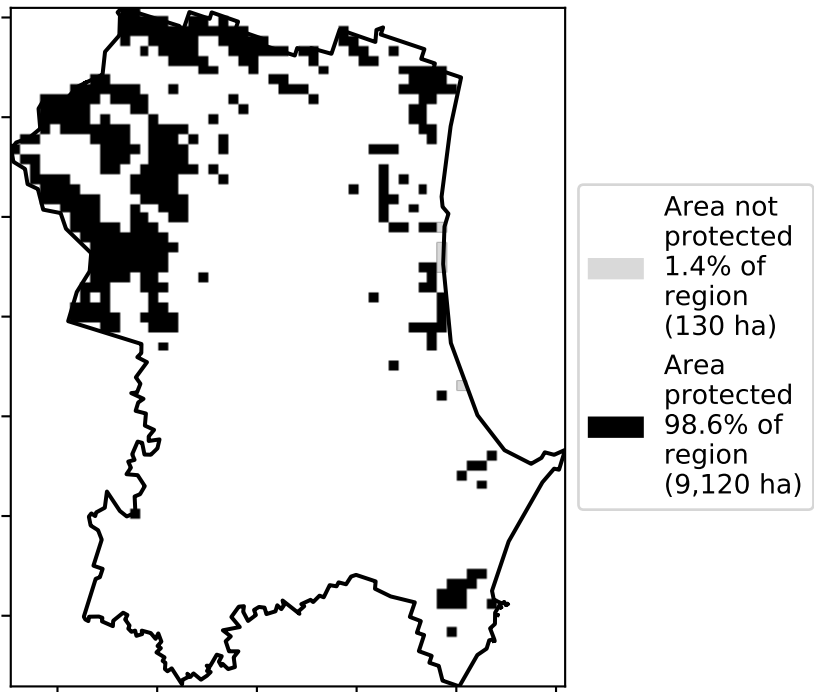 Area not
protected
1.4% of
region
(130 ha)
Area
protected
98.6% of
region
(9,120 ha)